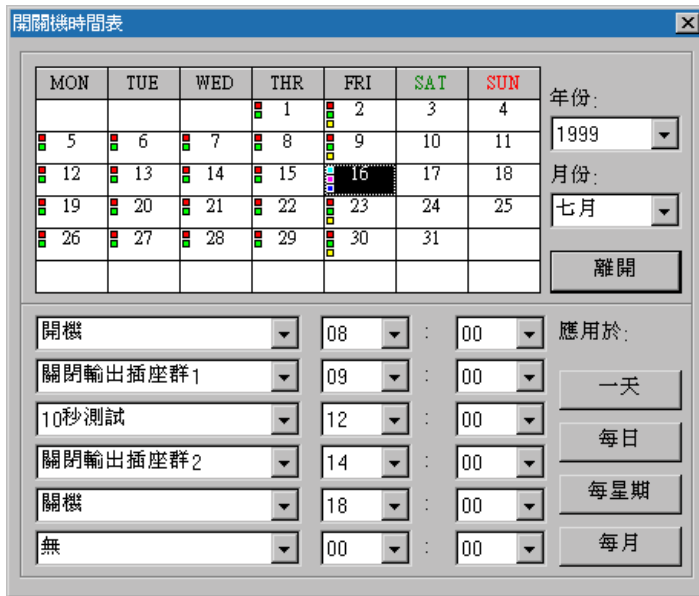 開關機時間表
MON TUE WED THR FRI SAT SUN
1 2 3 4
5 6 7 8 9 10 11
12 13 14 15 16 17 18
19 20 21 22 23 24 25
26 27 28 29 30 31
年份:
1999
月份:
七月
離開
開機 08 : 00
關閉輸出插座群1 09 : 00
10秒測試 12 : 00
關閉輸出插座群2 14 : 00
關機 18 : 00
無 00 : 00
應用於:
一天
每日
每星期
每月